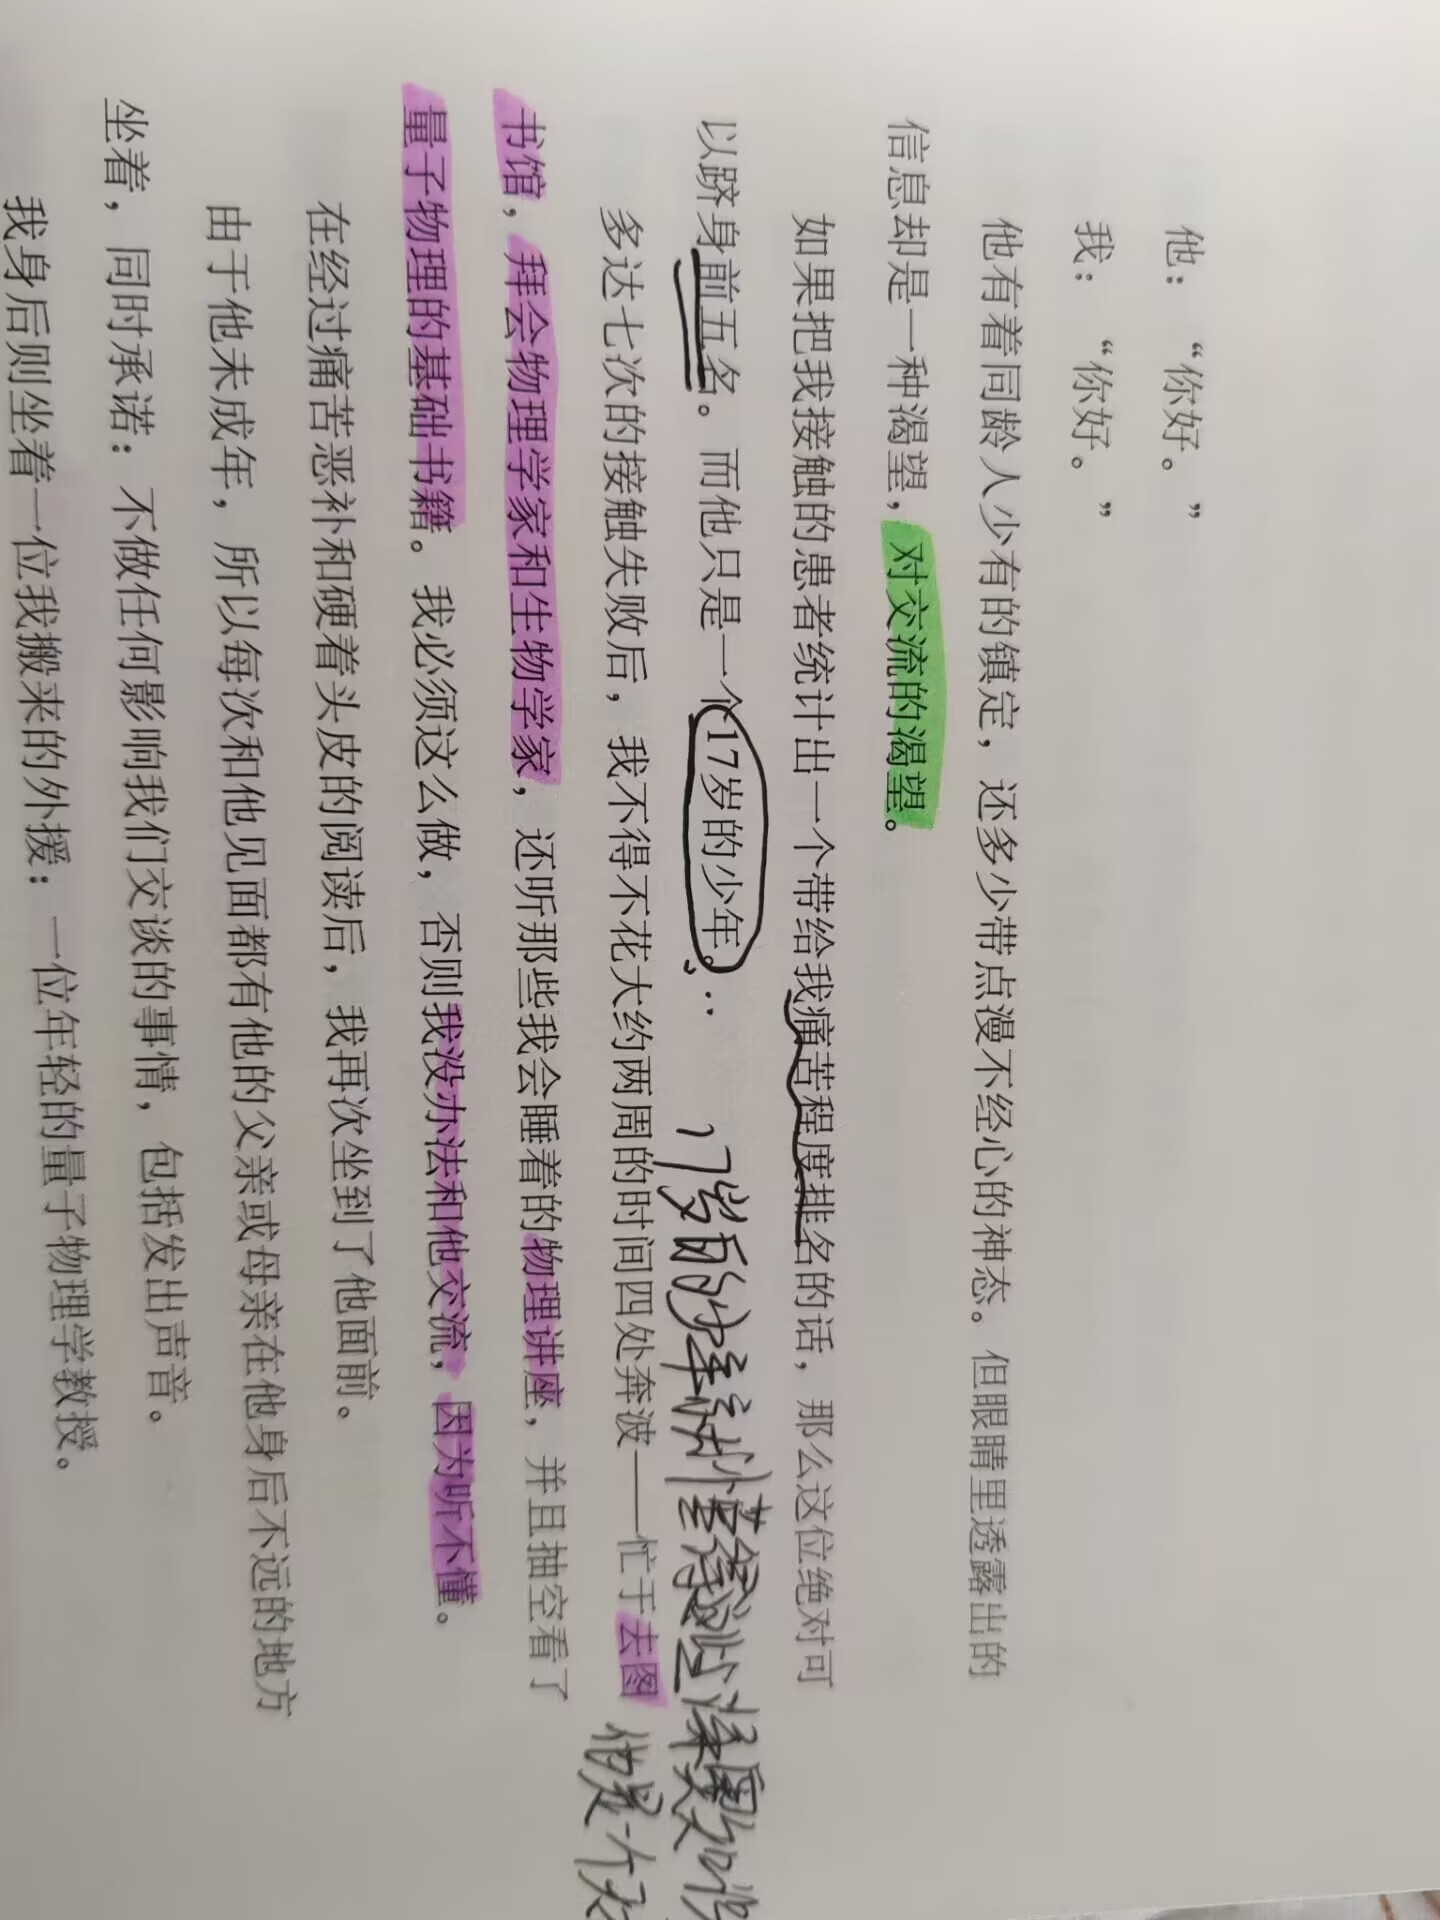 他：“你好。”
我：“你好。”
他有着同龄人少有的镇定，还多少带点漫不经心的神态。但眼睛里透露出的
信息却是一种渴望，对交流的渴望。
如果把我接触的患者统计出一个带给我痛苦程度排名的话，那么这位绝对可
以跻身前五名。而他只是一个17岁的少年。..
17岁的少年就懂得这些深奥知识
多达七次的接触失败后，我不得不花大约两周的时间四处奔波——忙于去图
他是一个天
书馆，拜会物理学家和生物学家，还听那些我会睡着的物理讲座，并且抽空看了
量子物理的基础书籍。我必须这么做，否则我没办法和他交流，因为听不懂。
在经过痛苦恶补和硬着头皮的阅读后，我再次坐到了他面前。
由于他未成年，所以每次和他见面都有他的父亲或母亲在他身后不远的地方
坐着，同时承诺：不做任何影响我们交谈的事情，包括发出声音。
我身后则坐着一位我搬来的外援：一位年轻的量子物理学教授。